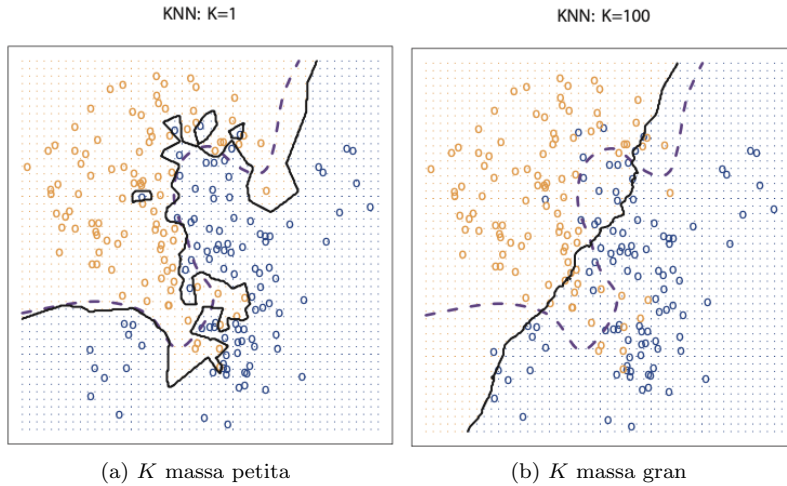 KNN: K=1
KNN: K=100
(a) K massa petita
(b) K massa gran